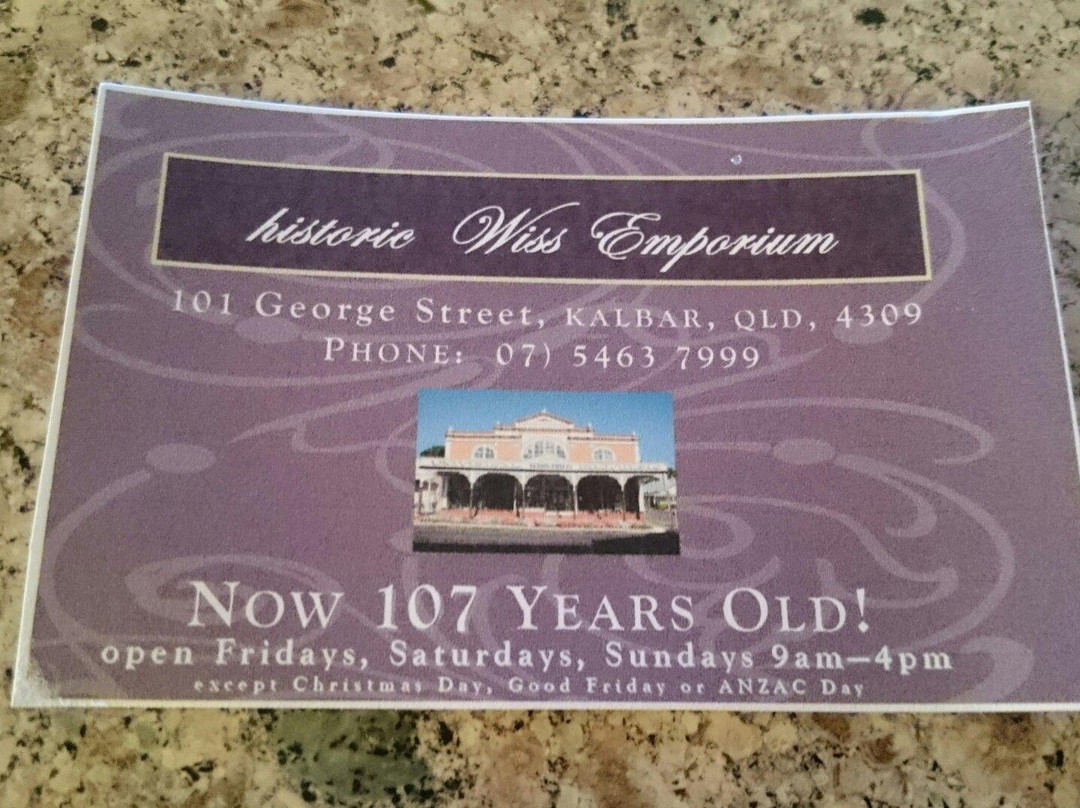 historic Wiss Emporium
101 George Street, KALBAR, QLD, 4309
PHONE: 07) 5463 7999
NOW 107 YEARS OLD!
open Fridays, Saturdays, Sundays 9am–4pm
except Christmas Day, Good Friday or ANZAC Day